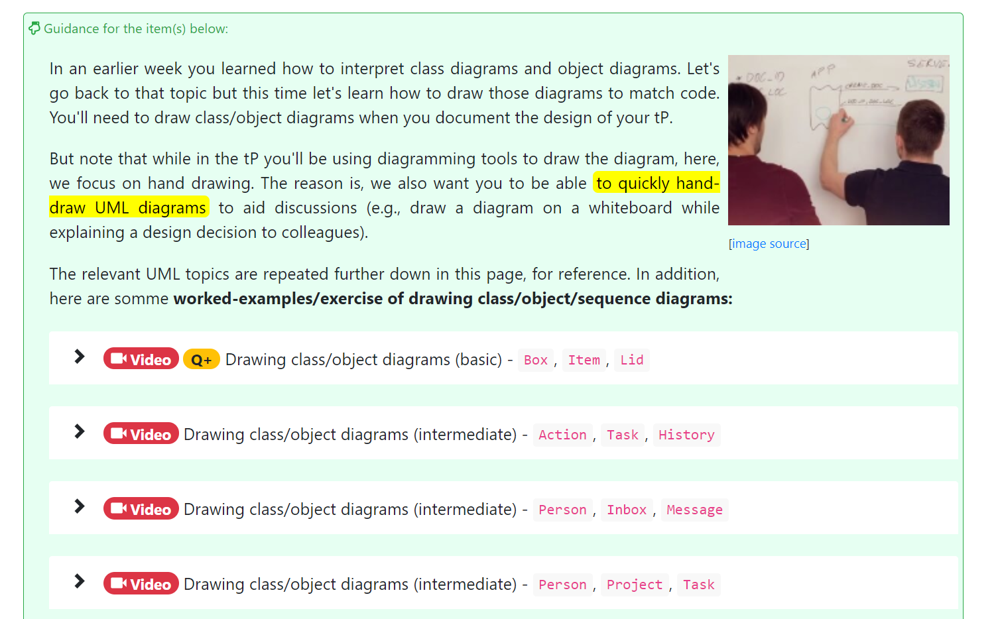 Guidance for the item(s) below:
In an earlier week you learned how to interpret class diagrams and object diagrams. Let's
go back to that topic but this time let's learn how to draw those diagrams to match code.
You'll need to draw class/object diagrams when you document the design of your tP.
But note that while in the tP you'll be using diagramming tools to draw the diagram, here,
we focus on hand drawing. The reason is, we also want you to be able to quickly hand-
draw UML diagrams to aid discussions (e.g., draw a diagram on a whiteboard while
explaining a design decision to colleagues).
DOC_ID
LOC
APP
SERVE
[image source]
The relevant UML topics are repeated further down in this page, for reference. In addition,
here are somme worked-examples/exercise of drawing class/object/sequence diagrams:
Video Q+ Drawing class/object diagrams (basic) - Box, Item, Lid
Video Drawing class/object diagrams (intermediate) - Action, Task, History
Video Drawing class/object diagrams (intermediate) - Person, Inbox, Message
Video Drawing class/object diagrams (intermediate) - Person, Project, Task